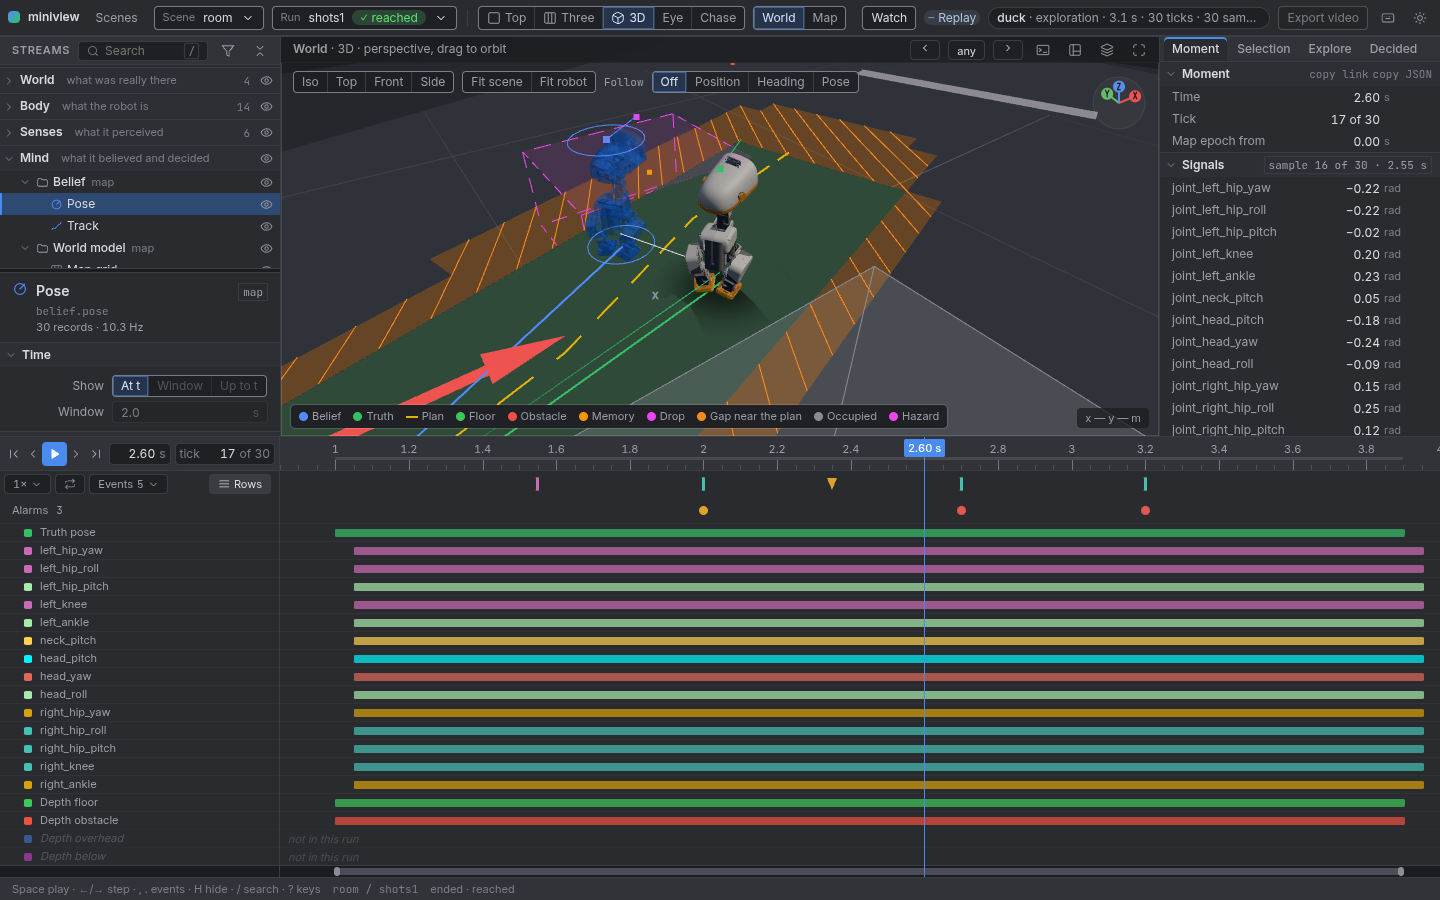 miniview Scenes Scene room Run shots1 ✓ reached Top Three 3D Eye Chase World Map Watch Replay duck · exploration · 3.1 s · 30 ticks · 30 sam... Export video
STREAMS Search /
World what was really there 4
Body what the robot is 14
Senses what it perceived 6
Mind what it believed and decided
Belief map
Pose
Track
World model map
Pose map
belief.pose
30 records · 10.3 Hz
Time
Show At t Window Up to t
Window 2.0 s
World · 3D · perspective, drag to orbit
any
Iso Top Front Side Fit scene Fit robot Follow Off Position Heading Pose
Y Z X
x
Belief Truth Plan Floor Obstacle Memory Drop Gap near the plan Occupied Hazard
x — y — m
Moment Selection Explore Decided
Moment copy link copy JSON
Time 2.60 s
Tick 17 of 30
Map epoch from 0.00 s
Signals sample 16 of 30 · 2.55 s
joint_left_hip_yaw −0.22 rad
joint_left_hip_roll −0.22 rad
joint_left_hip_pitch −0.02 rad
joint_left_knee 0.20 rad
joint_left_ankle 0.23 rad
joint_neck_pitch 0.05 rad
joint_head_pitch −0.18 rad
joint_head_yaw −0.24 rad
joint_head_roll −0.09 rad
joint_right_hip_yaw 0.15 rad
joint_right_hip_roll 0.25 rad
joint_right_hip_pitch 0.12 rad
2.60 s tick 17 of 30
1 1.2 1.4 1.6 1.8 2 2.2 2.4 2.60 s 2.8 3 3.2 3.4 3.6 3.8
1× Events 5 Rows
Alarms 3
Truth pose
left_hip_yaw
left_hip_roll
left_hip_pitch
left_knee
left_ankle
neck_pitch
head_pitch
head_yaw
head_roll
right_hip_yaw
right_hip_roll
right_hip_pitch
right_knee
right_ankle
Depth floor
Depth obstacle
Depth overhead not in this run
Depth below not in this run
Space play · ←/→ step · , . events · H hide · / search · ? keys room / shots1 ended · reached